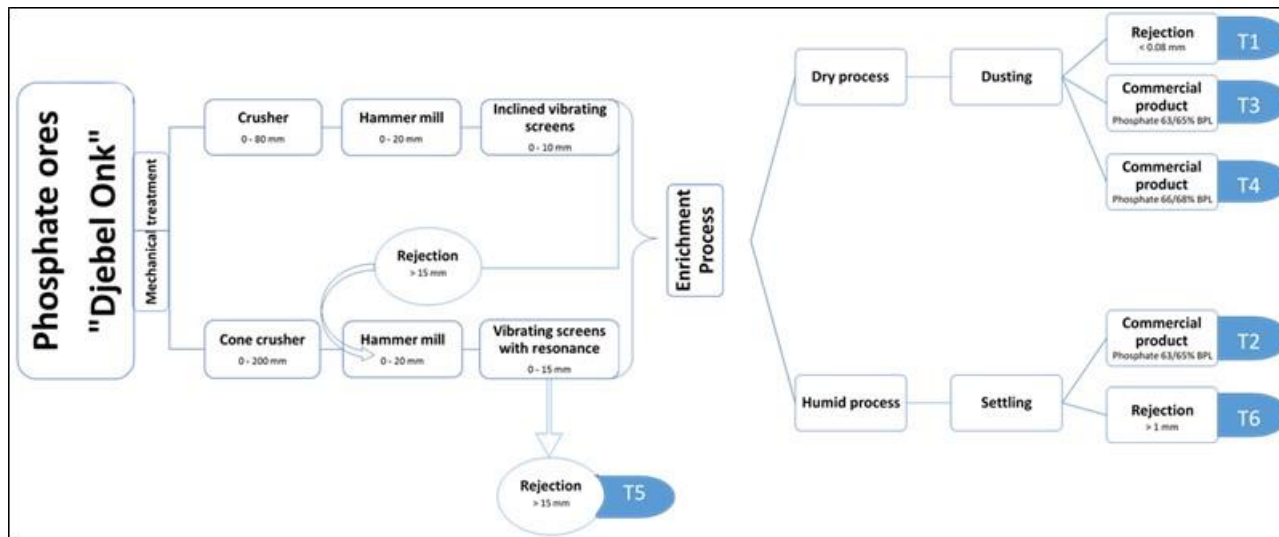 Phosphate ores
"Djebel Onk"
Mechanical treatment
Crusher
0 - 80 mm
Hammer mill
0 - 20 mm
Inclined vibrating
screens
0 - 10 mm
Rejection
> 15 mm
Cone crusher
0 - 200 mm
Hammer mill
0 - 20 mm
Vibrating screens
with resonance
0 - 15 mm
Rejection
> 15 mm
T5
Enrichment
Process
Dry process
Dusting
Rejection
< 0.08 mm
T1
Commercial
product
Phosphate 63/65% BPL
T3
Commercial
product
Phosphate 66/68% BPL
T4
Humid process
Settling
Commercial
product
Phosphate 63/65% BPL
T2
Rejection
> 1 mm
T6